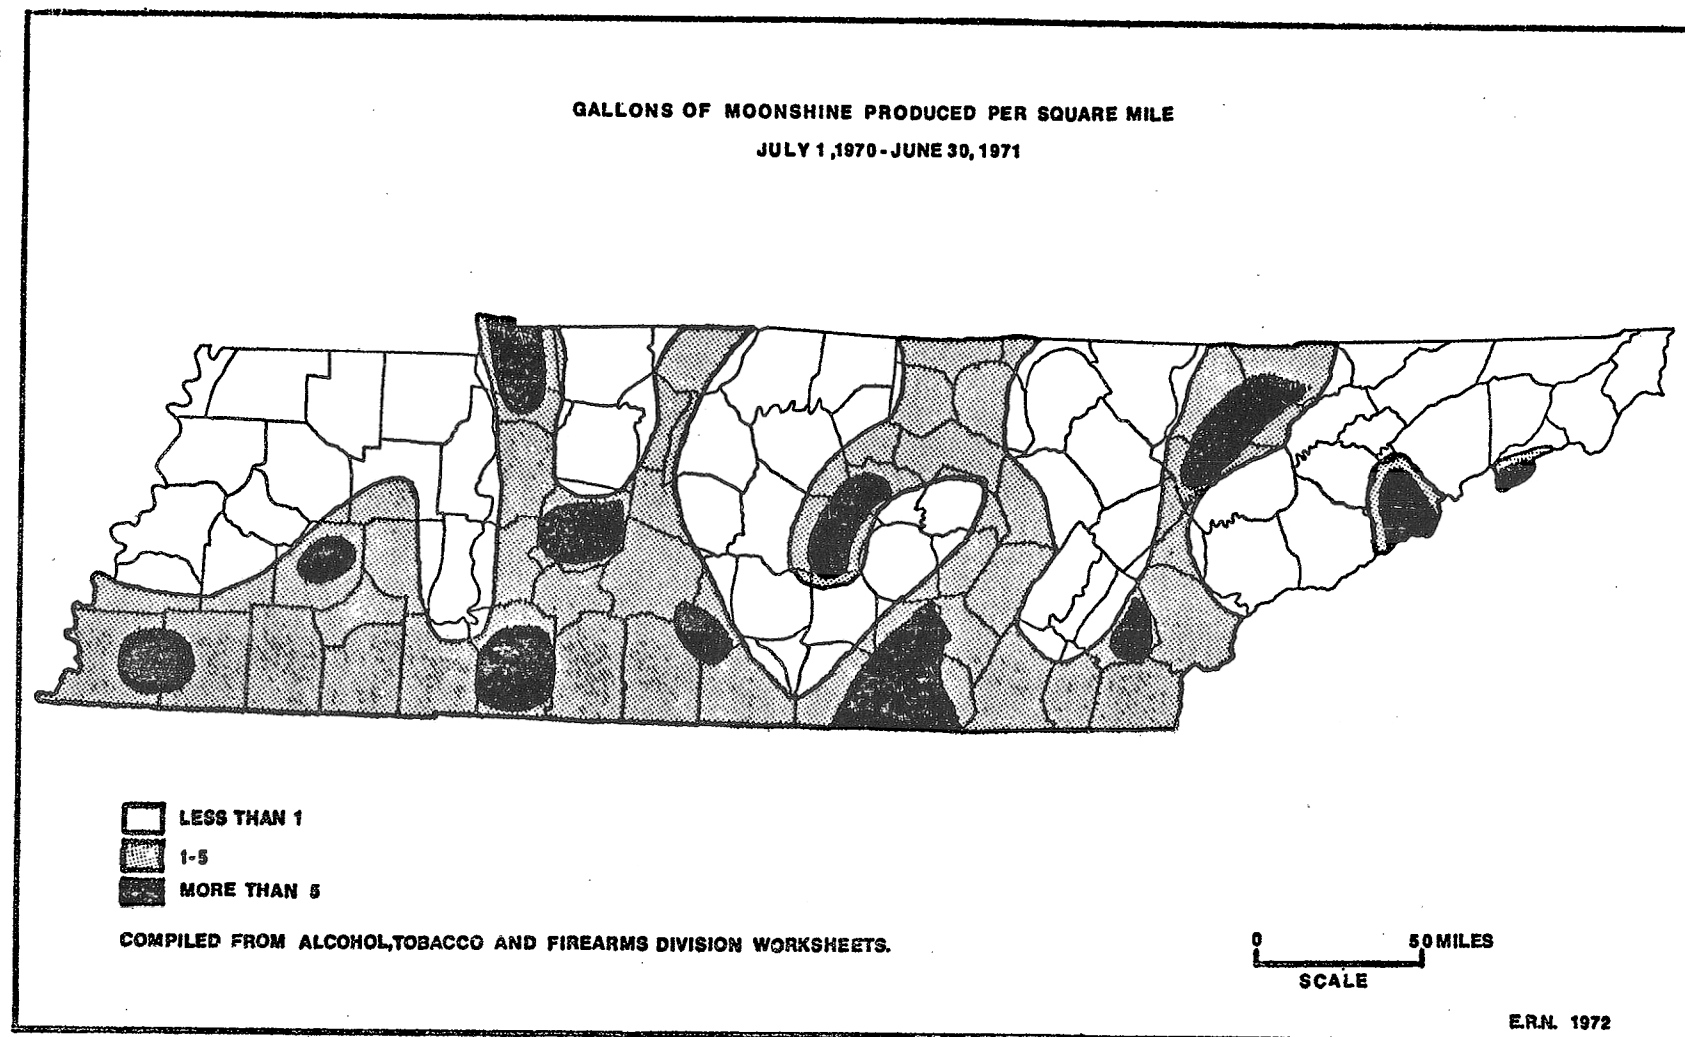 GALLONS OF MOONSHINE PRODUCED PER SQUARE MILE
JULY 1,1970-JUNE 30, 1971
LESS THAN 1
1-5
MORE THAN 5
COMPILED FROM ALCOHOL,TOBACCO AND FIREARMS DIVISION WORKSHEETS.
0 50 MILES
SCALE
E.R.N. 1972